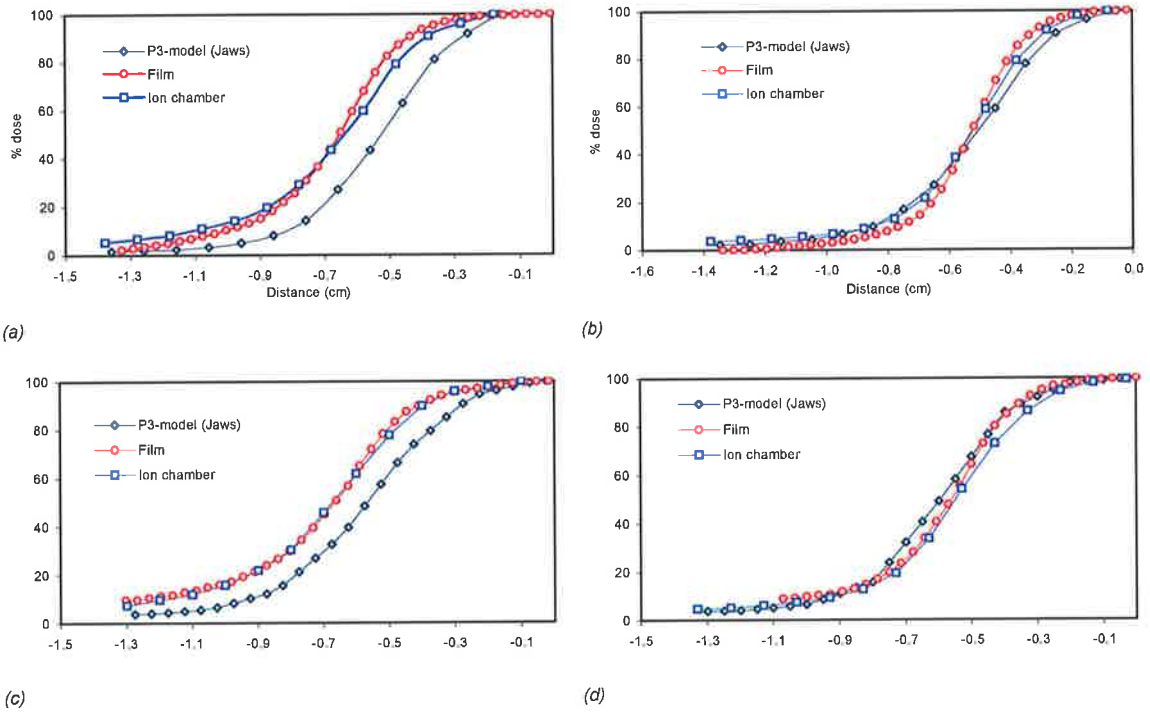 100
80
60
40
20
0
% dose
P3-model (Jaws)
Film
Ion chamber
-1.5 -1.3 -1.1 -0.9 -0.7 -0.5 -0.3 -0.1
Distance (cm)
(a)
100
80
60
40
20
0
% dose
P3-model (Jaws)
Film
Ion chamber
-1.6 -1.4 -1.2 -1.0 -0.8 -0.6 -0.4 -0.2 0.0
Distance (cm)
(b)
100
80
60
40
20
0
P3-model (Jaws)
Film
Ion chamber
-1.5 -1.3 -1.1 -0.9 -0.7 -0.5 -0.3 -0.1
(c)
100
80
60
40
20
0
P3-model (Jaws)
Film
Ion chamber
-1.5 -1.3 -1.1 -0.9 -0.7 -0.5 -0.3 -0.1
(d)